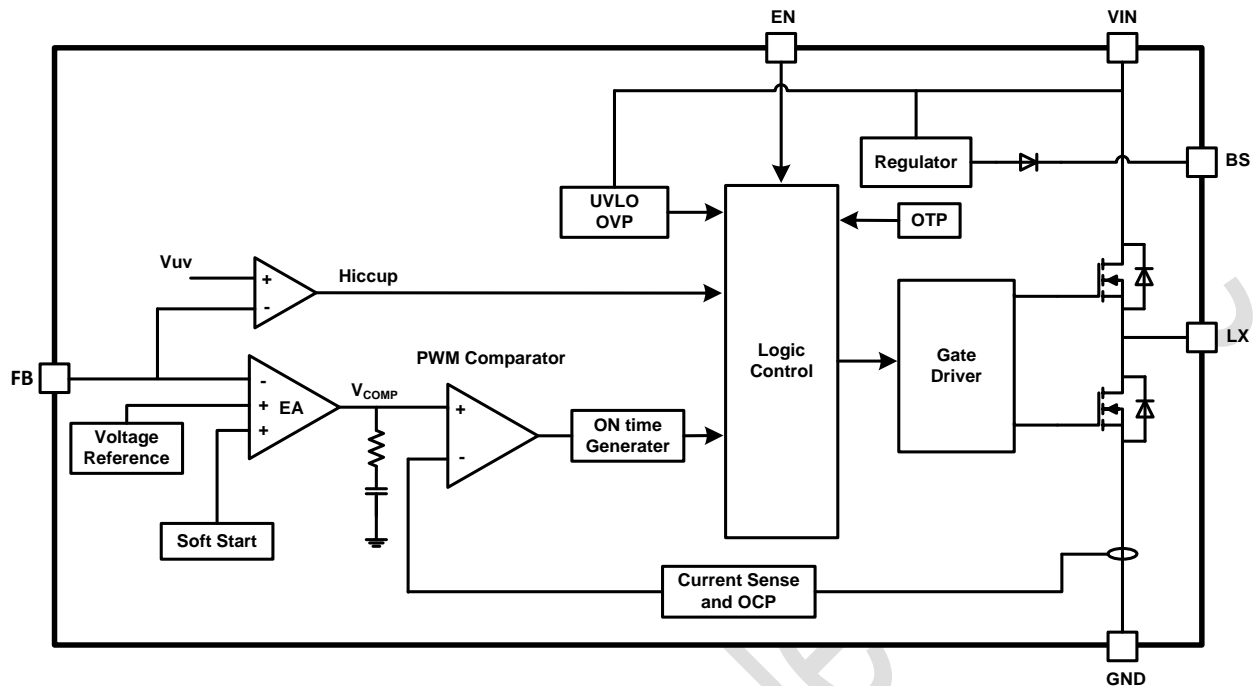 EN
VIN
Regulator
BS
UVLO
OVP
OTP
Vuv
+
-
Hiccup
Logic
Control
Gate
Driver
LX
FB
PWM Comparator
-
+
+
EA
VCOMP
+
-
ON time
Generater
Voltage
Reference
Soft Start
Current Sense
and OCP
GND